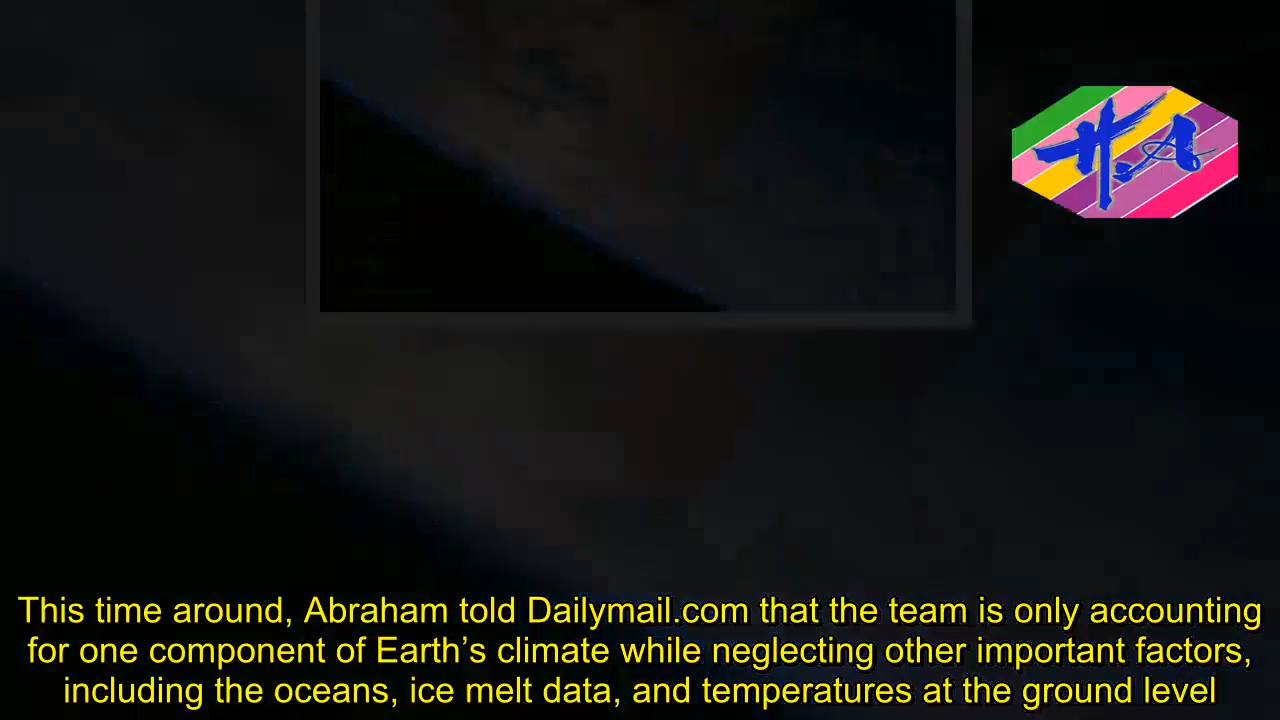 H.A
This time around, Abraham told Dailymail.com that the team is only accounting
for one component of Earth’s climate while neglecting other important factors,
including the oceans, ice melt data, and temperatures at the ground level